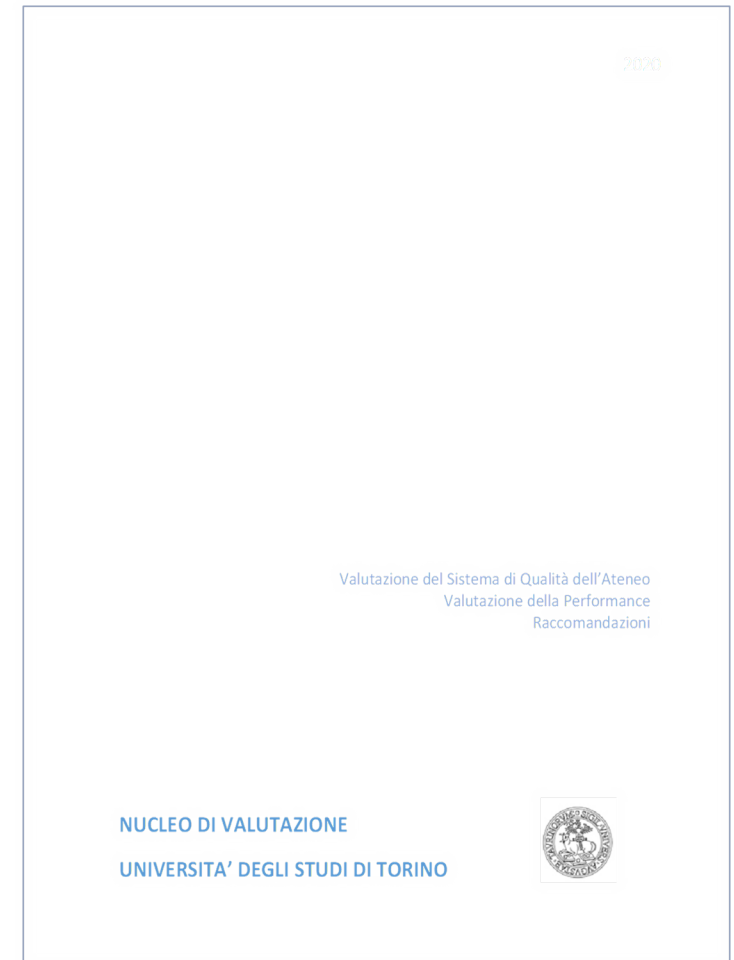 2020
Valutazione del Sistema di Qualità dell'Ateneo
Valutazione della Performance
Raccomandazioni
NUCLEO DI VALUTAZIONE
UNIVERSITA' DEGLI STUDI DI TORINO